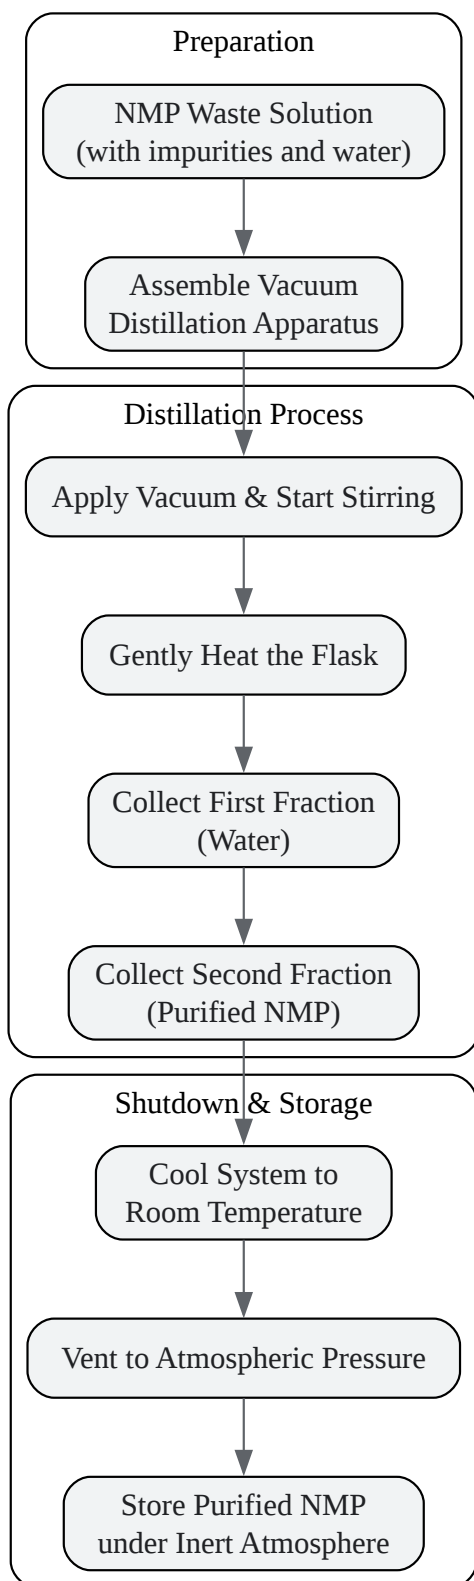 Preparation
NMP Waste Solution
(with impurities and water)
Assemble Vacuum
Distillation Apparatus
Distillation Process
Apply Vacuum & Start Stirring
Gently Heat the Flask
Collect First Fraction
(Water)
Collect Second Fraction
(Purified NMP)
Shutdown & Storage
Cool System to
Room Temperature
Vent to Atmospheric Pressure
Store Purified NMP
under Inert Atmosphere